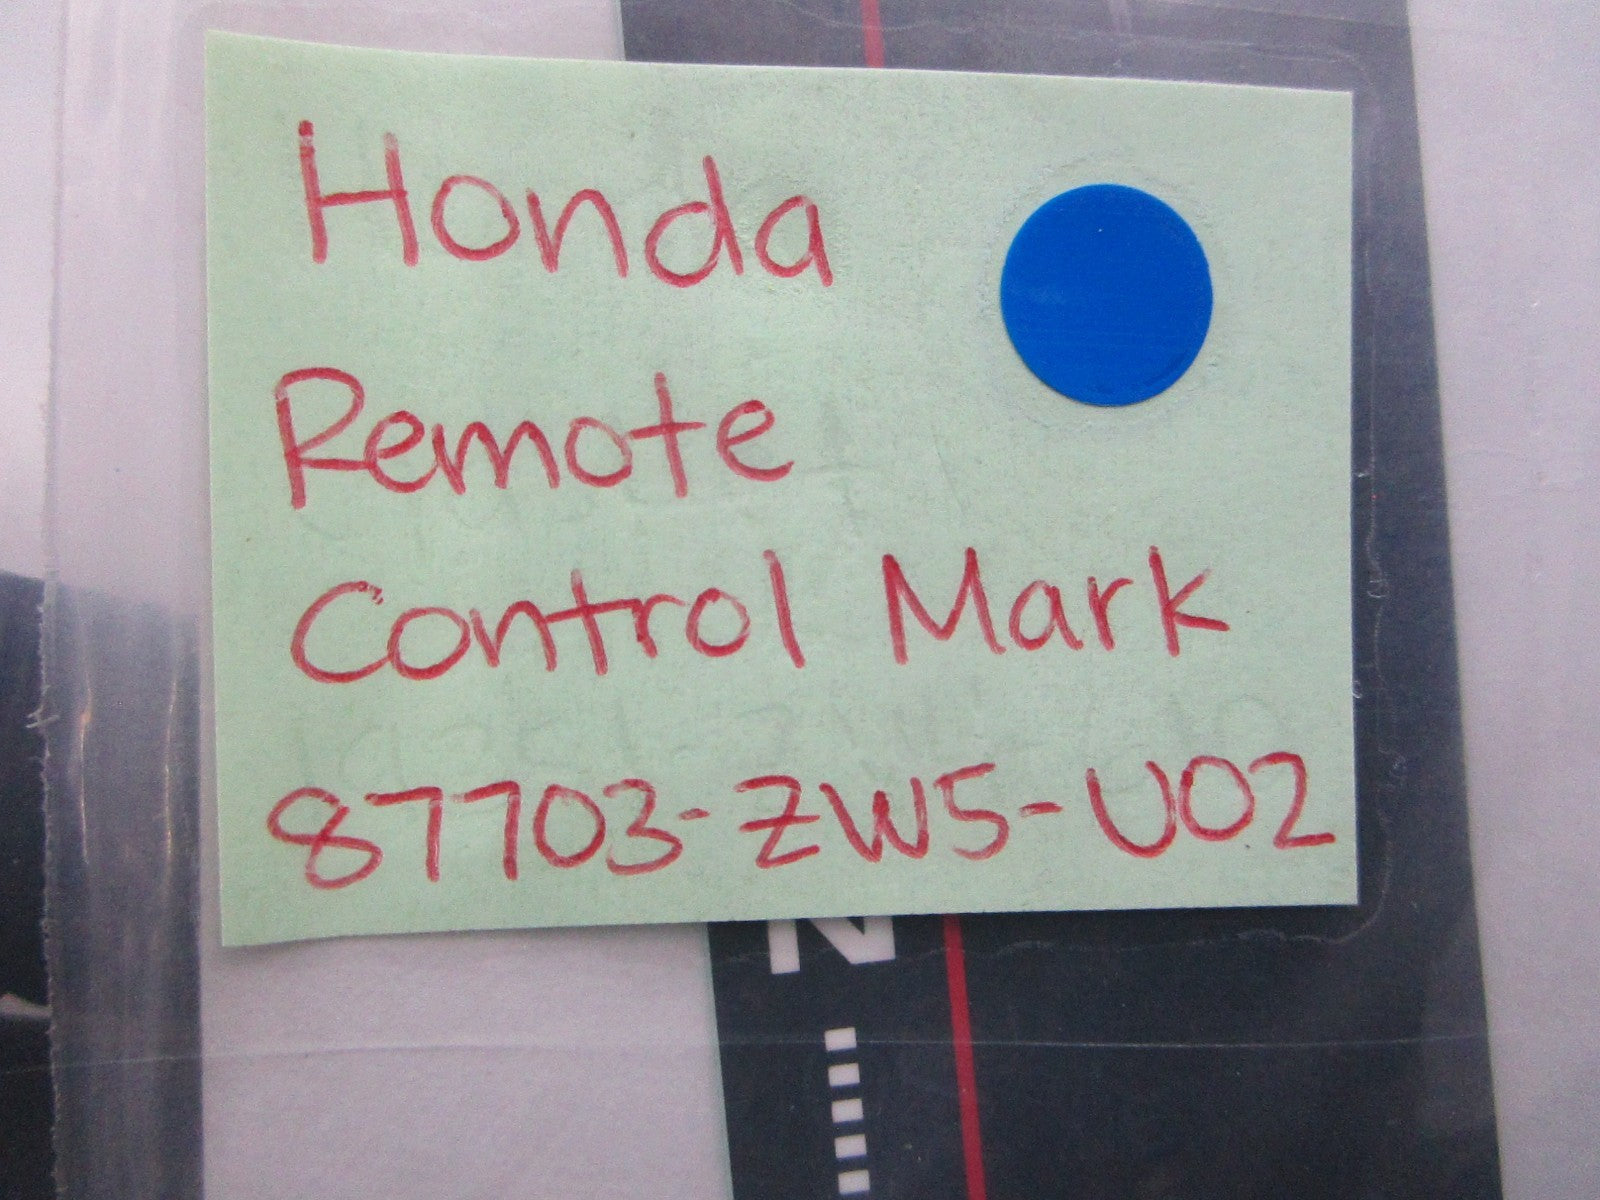 Honda
Remote
Control Mark
87703-ZW5-U02
N